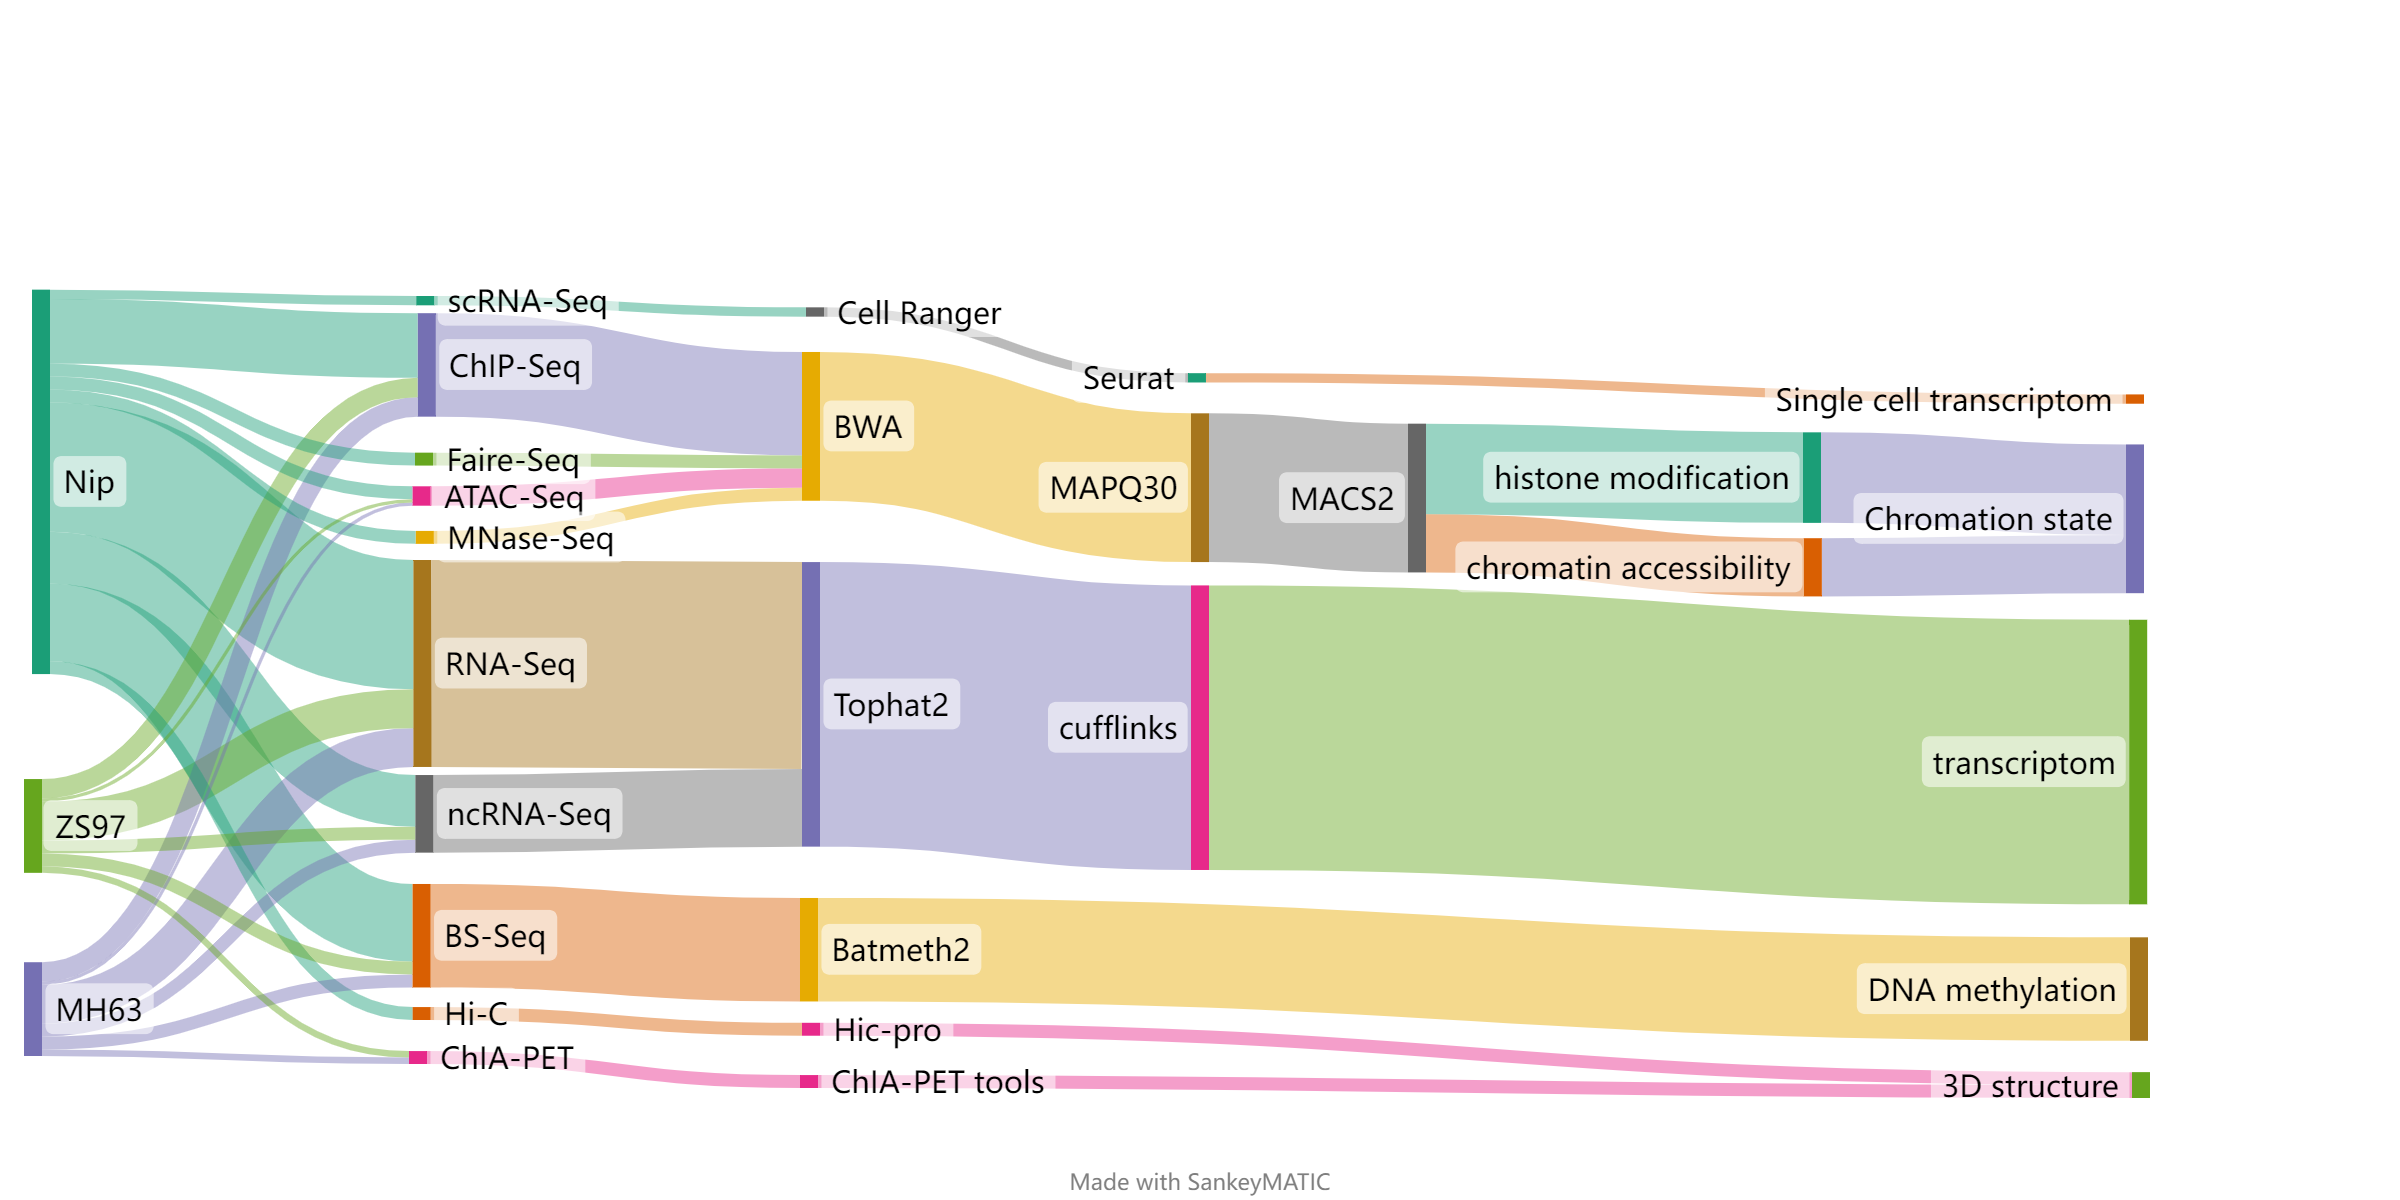 Nip
ZS97
MH63
scRNA-Seq
ChIP-Seq
Faire-Seq
ATAC-Seq
MNase-Seq
RNA-Seq
ncRNA-Seq
BS-Seq
Hi-C
ChIA-PET
Cell Ranger
BWA
Tophat2
Batmeth2
Hic-pro
ChIA-PET tools
Seurat
MAPQ30
cufflinks
MACS2
histone modification
chromatin accessibility
Single cell transcriptom
Chromation state
transcriptom
DNA methylation
3D structure
Made with SankeyMATIC